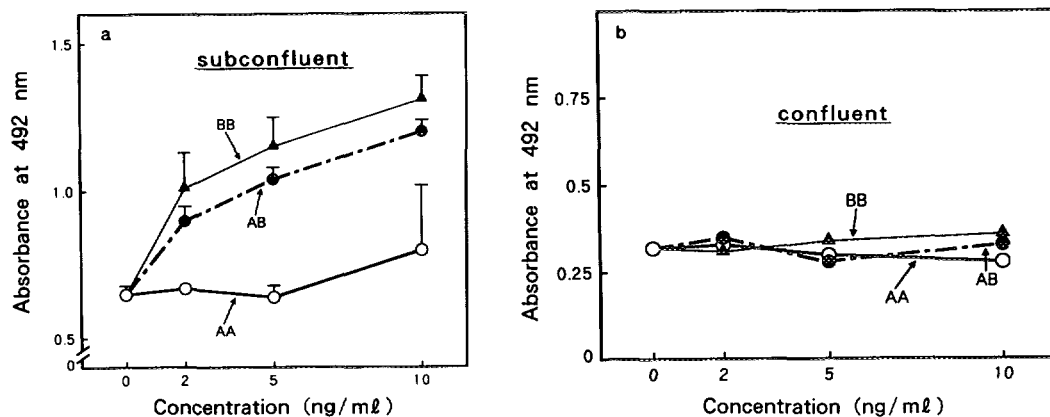 a
subconfluent
1.5
1.0
0.5
0
Absorbance at 492 nm
BB
AB
AA
0 2 5 10
Concentration (ng/mℓ)
b
confluent
0.75
0.5
0.25
0
Absorbance at 492 nm
BB
AA
AB
0 2 5 10
Concentration (ng/mℓ)